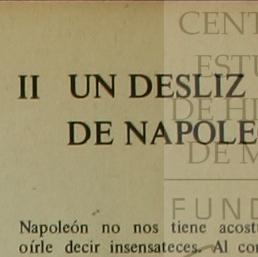 II UN DESLIZ
DE NAPOLE
Napoleón no nos tiene acost
oírle decir insensateces. Al co
CENT
ESTU
DE HI
DE M
FUND